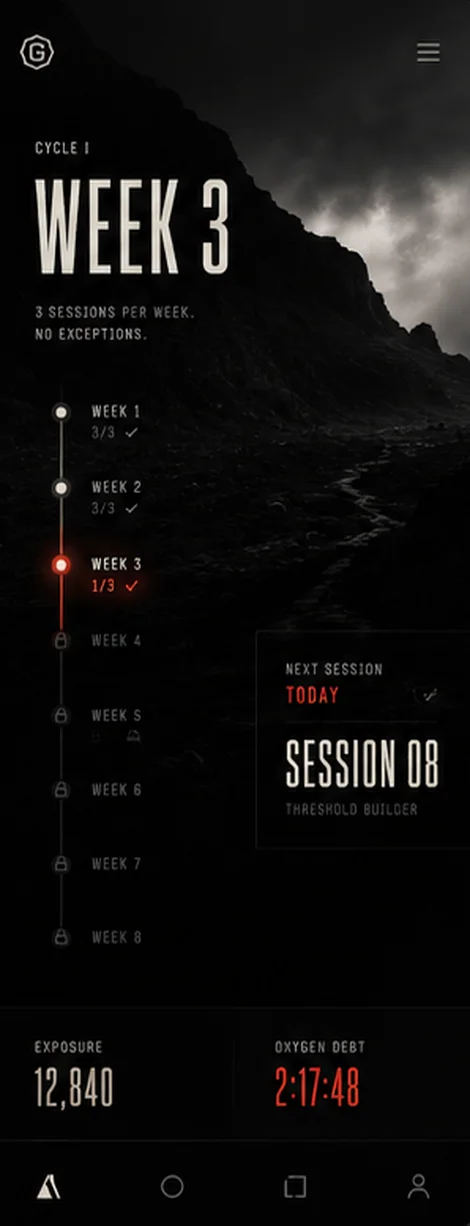 G
CYCLE I
WEEK 3
3 SESSIONS PER WEEK.
NO EXCEPTIONS.
WEEK 1
3/3 ✓
WEEK 2
3/3 ✓
WEEK 3
1/3 ✓
WEEK 4
WEEK 5
WEEK 6
WEEK 7
WEEK 8
NEXT SESSION
TODAY
SESSION 08
THRESHOLD BUILDER
EXPOSURE
12,840
OXYGEN DEBT
2:17:48